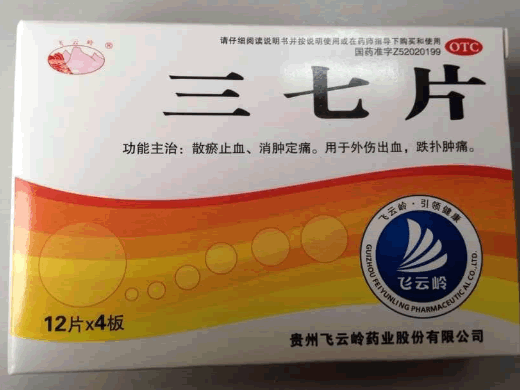 飞云岭®
请仔细阅读说明书并按说明使用或在药师指导下购买和使用
国药准字Z52020199
OTC
三七片
功能主治：散瘀止血、消肿定痛。用于外伤出血，跌扑肿痛。
飞云岭·引领健康
飞云岭
GUIZHOU FEIYUNLING PHARMACEUTICAL CO.,LTD.
12片x4板
贵州飞云岭药业股份有限公司